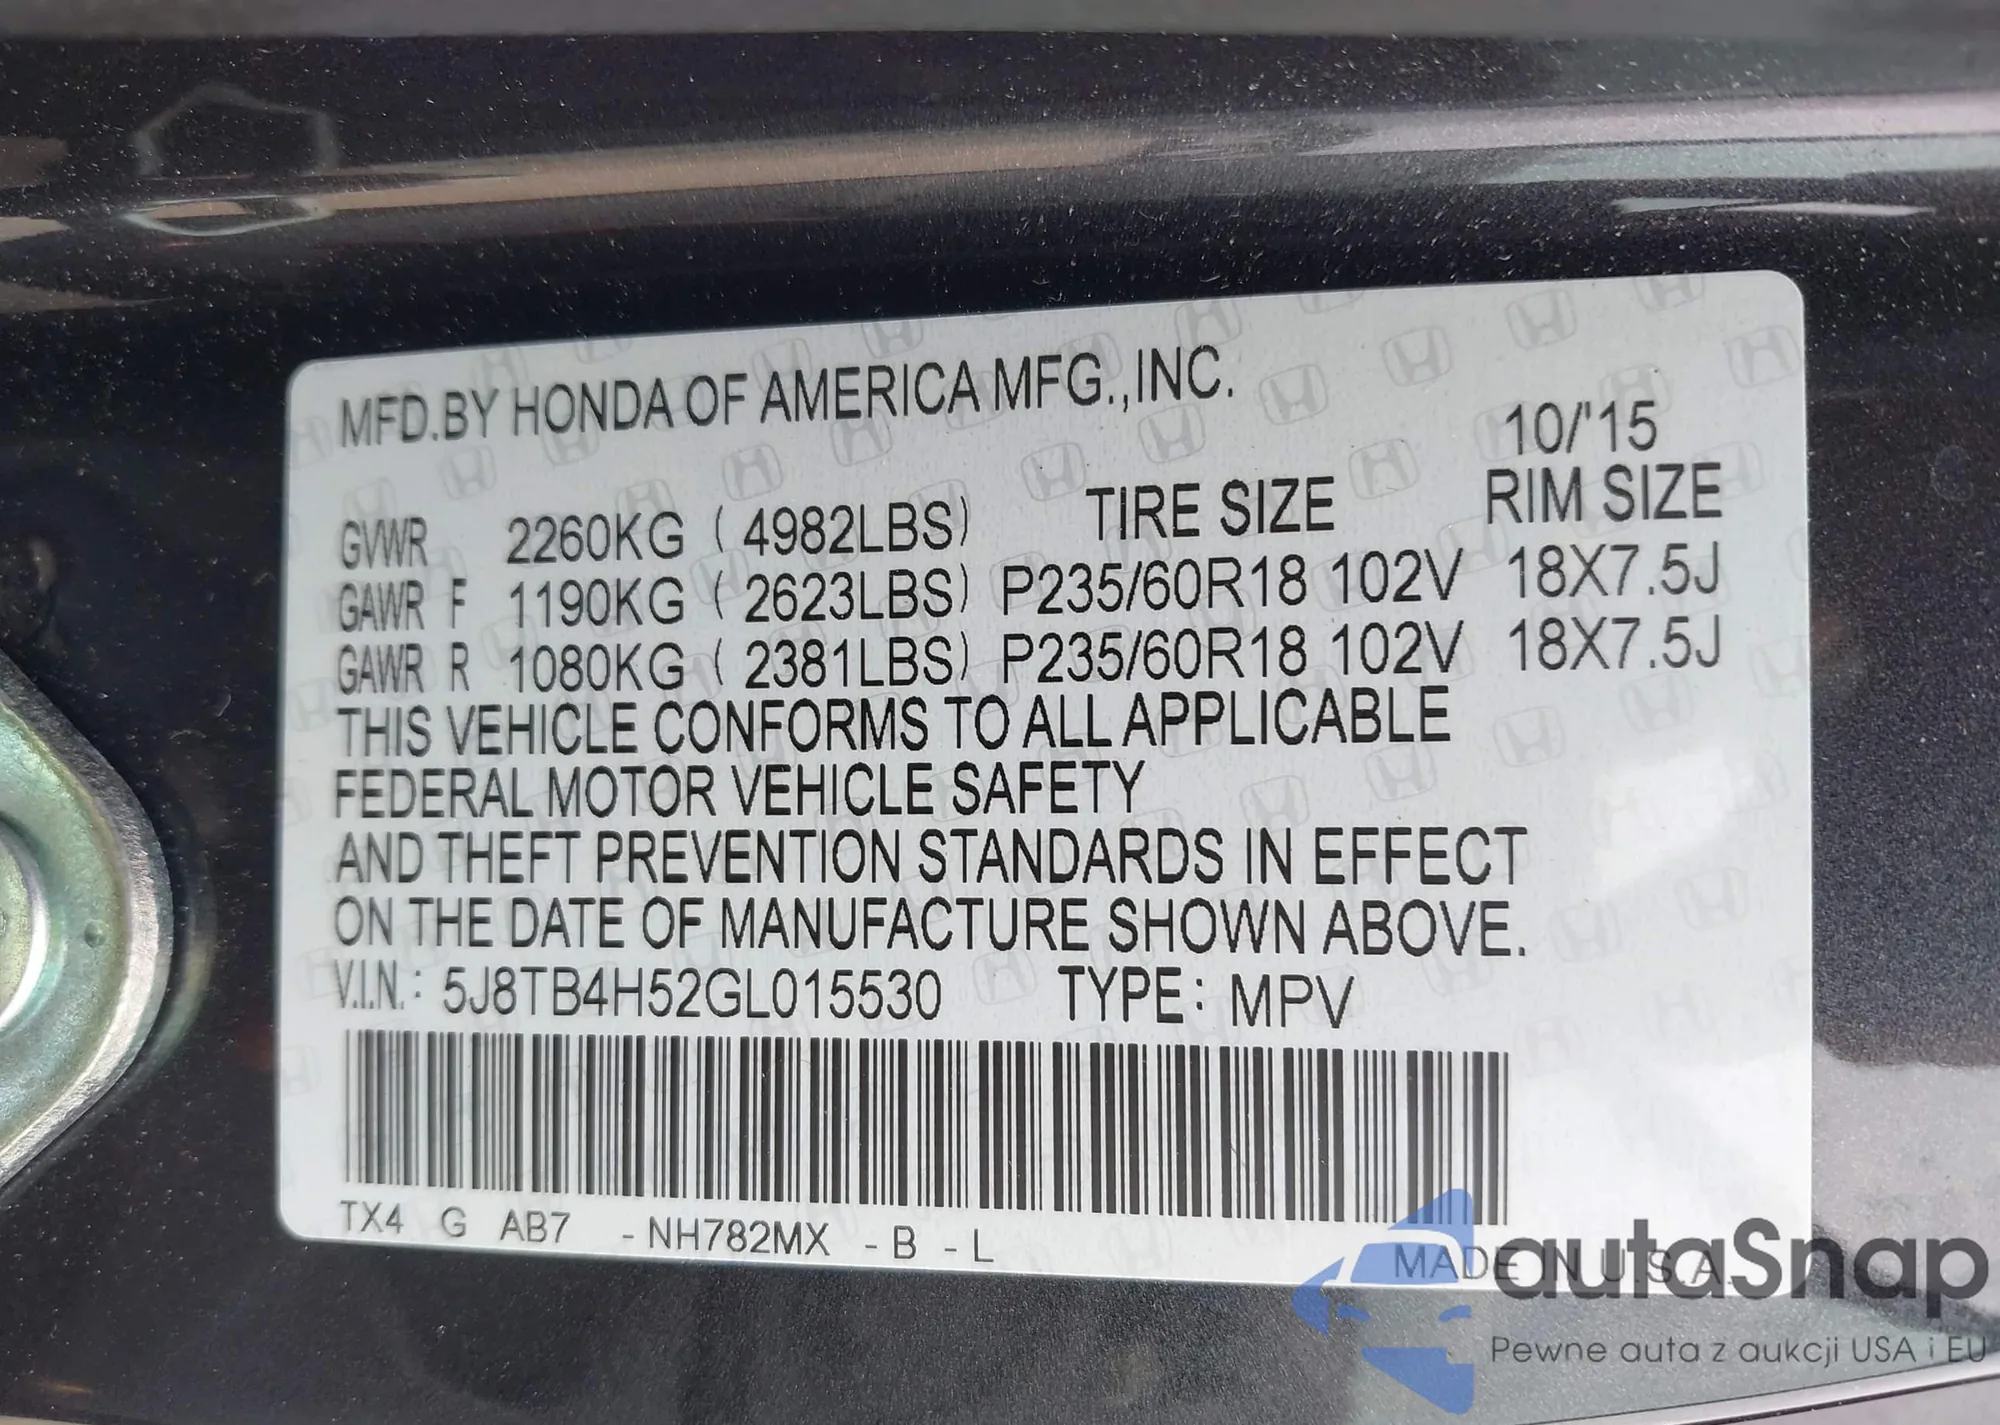 MFD.BY HONDA OF AMERICA MFG.,INC.
10/'15
GVWR 2260KG ( 4982LBS) TIRE SIZE RIM SIZE
GAWR F 1190KG ( 2623LBS) P235/60R18 102V 18X7.5J
GAWR R 1080KG ( 2381LBS) P235/60R18 102V 18X7.5J
THIS VEHICLE CONFORMS TO ALL APPLICABLE
FEDERAL MOTOR VEHICLE SAFETY
AND THEFT PREVENTION STANDARDS IN EFFECT
ON THE DATE OF MANUFACTURE SHOWN ABOVE.
V.I.N.: 5J8TB4H52GL015530 TYPE: MPV
TX4 G AB7 -NH782MX -B -L
MADE IN U.S.A.
autaSnap
Pewne auta z aukcji USA i EU